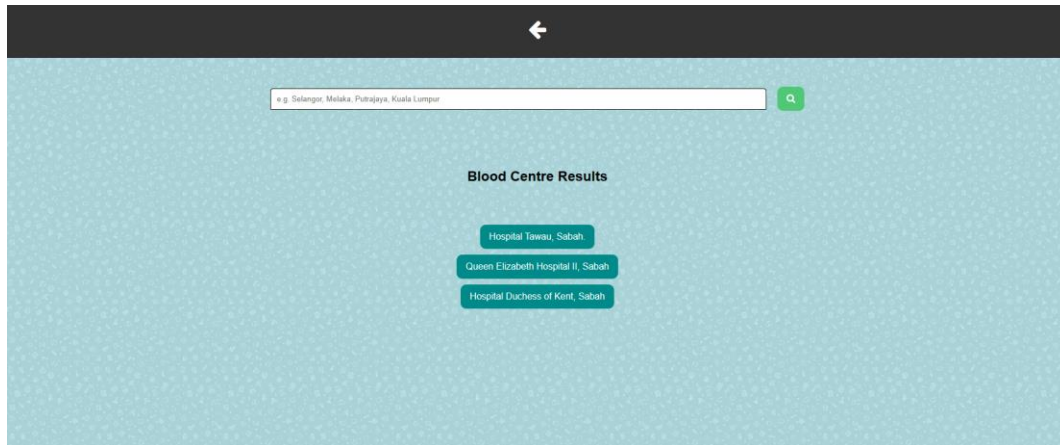 e.g. Selangor, Melaka, Putrajaya, Kuala Lumpur
Blood Centre Results
Hospital Tawau, Sabah.
Queen Elizabeth Hospital II, Sabah
Hospital Duchess of Kent, Sabah